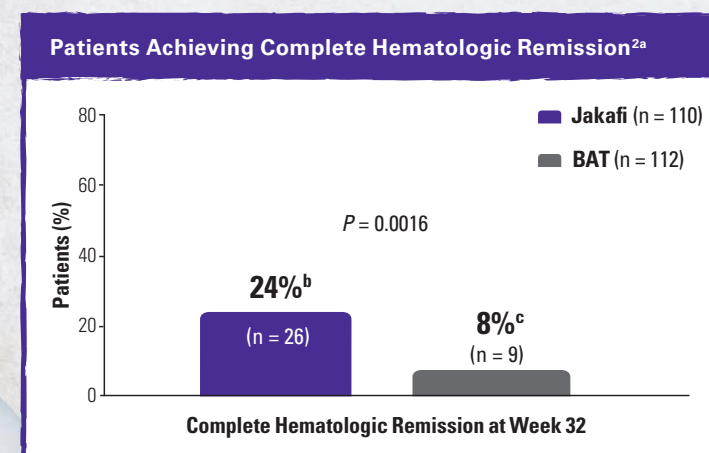 Patients Achieving Complete Hematologic Remission²ᵃ
Jakafi (n = 110)
BAT (n = 112)
Patients (%)
80
60
40
20
0
P = 0.0016
24%ᵇ
(n = 26)
8%ᶜ
(n = 9)
Complete Hematologic Remission at Week 32